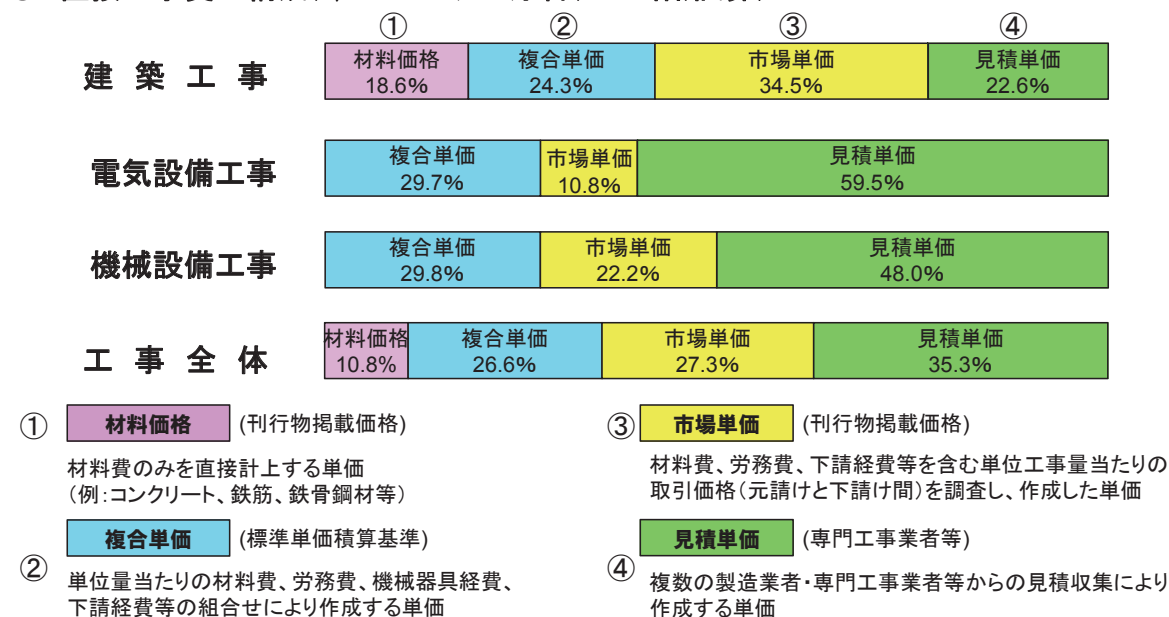 ① ② ③ ④
建築工事
材料価格 複合単価 市場単価 見積単価
18.6% 24.3% 34.5% 22.6%
電気設備工事
複合単価 市場単価 見積単価
29.7% 10.8% 59.5%
機械設備工事
複合単価 市場単価 見積単価
29.8% 22.2% 48.0%
工事全体
材料価格 複合単価 市場単価 見積単価
10.8% 26.6% 27.3% 35.3%
① 材料価格 (刊行物掲載価格)
材料費のみを直接計上する単価
(例:コンクリート、鉄筋、鉄骨鋼材等)
② 複合単価 (標準単価積算基準)
単位量当たりの材料費、労務費、機械器具経費、
下請経費等の組合せにより作成する単価
③ 市場単価 (刊行物掲載価格)
材料費、労務費、下請経費等を含む単位工事量当たりの
取引価格(元請けと下請け間)を調査し、作成した単価
④ 見積単価 (専門工事業者等)
複数の製造業者・専門工事業者等からの見積収集により
作成する単価